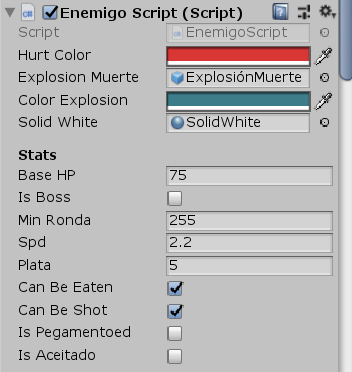 Enemigo Script (Script)
Script EnemigoScript
Hurt Color
Explosion Muerte ExplosiónMuerte
Color Explosion
Solid White SolidWhite
Stats
Base HP 75
Is Boss
Min Ronda 255
Spd 2.2
Plata 5
Can Be Eaten
Can Be Shot
Is Pegamentoed
Is Aceitado